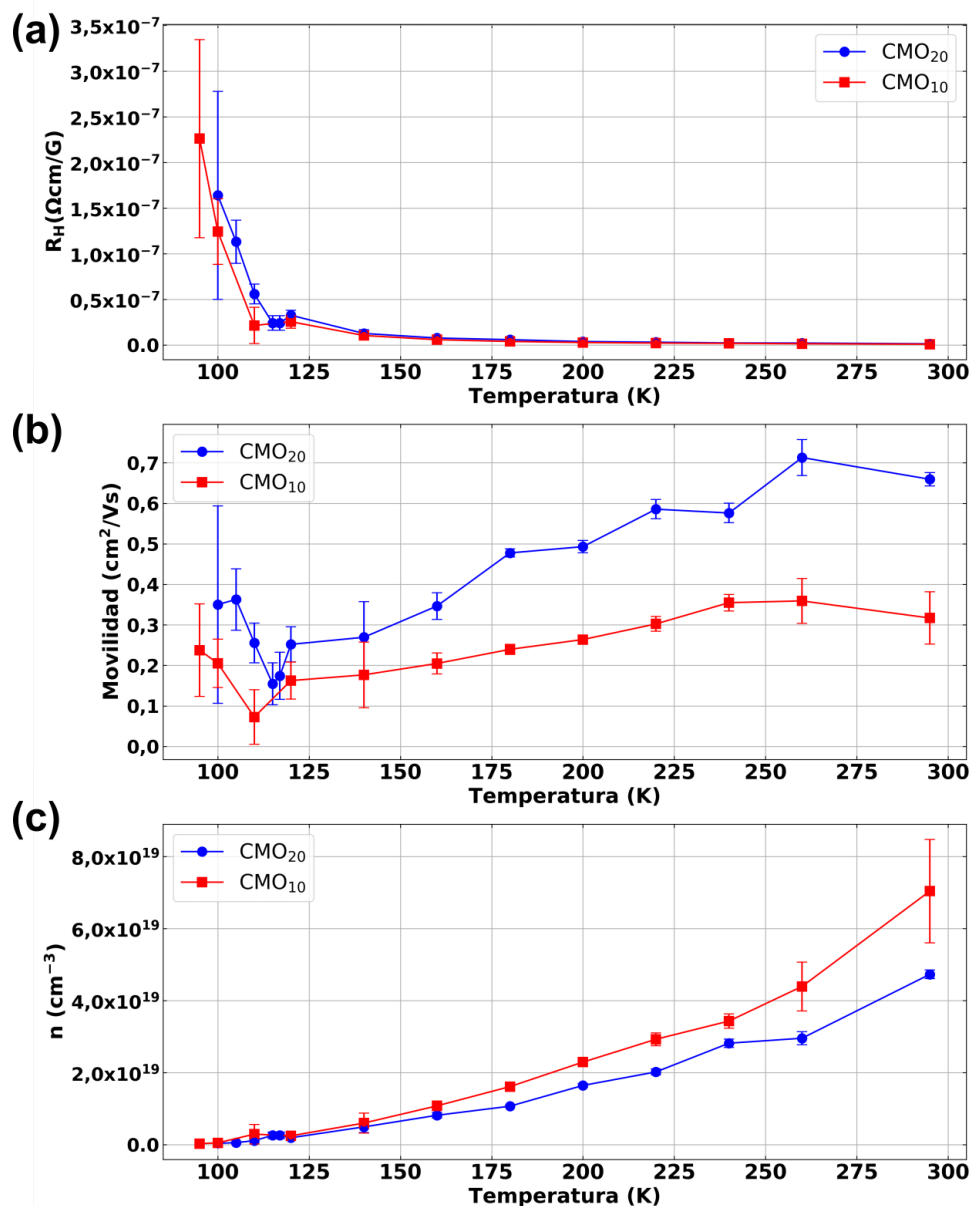 (a)
3,5x10⁻⁷
3,0x10⁻⁷
2,5x10⁻⁷
2,0x10⁻⁷
1,5x10⁻⁷
1,0x10⁻⁷
0,5x10⁻⁷
0.0
R_H(Ωcm/G)
CMO₂₀
CMO₁₀
100 125 150 175 200 225 250 275 300
Temperatura (K)
(b)
0,7
0,6
0,5
0,4
0,3
0,2
0,1
0,0
Movilidad (cm²/Vs)
CMO₂₀
CMO₁₀
100 125 150 175 200 225 250 275 300
Temperatura (K)
(c)
8,0x10¹⁹
6,0x10¹⁹
4,0x10¹⁹
2,0x10¹⁹
0.0
n (cm⁻³)
CMO₂₀
CMO₁₀
100 125 150 175 200 225 250 275 300
Temperatura (K)